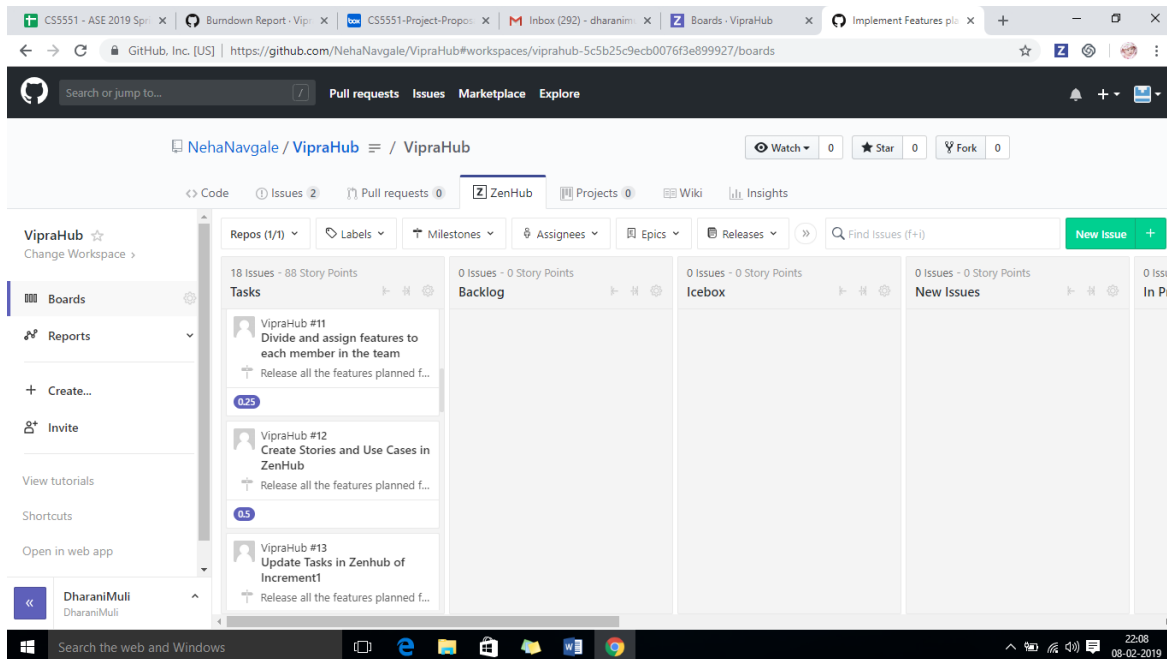 CS5551 - ASE 2019 Spri
Burndown Report · Vipr
CS5551-Project-Propos
Inbox (292) - dharanim
Boards · VipraHub
Implement Features pla
GitHub, Inc. [US] | https://github.com/NehaNavgale/VipraHub#workspaces/viprahub-5c5b25c9ecb0076f3e899927/boards
Search or jump to... / Pull requests Issues Marketplace Explore
NehaNavgale / VipraHub = / VipraHub Watch 0 Star 0 Fork 0
<> Code Issues 2 Pull requests 0 ZenHub Projects 0 Wiki Insights
VipraHub
Change Workspace >
Boards
Reports
+ Create...
Invite
View tutorials
Shortcuts
Open in web app
« DharaniMuli
DharaniMuli
Repos (1/1) Labels Milestones Assignees Epics Releases » Find Issues (f+i) New Issue +
18 Issues - 88 Story Points
Tasks
VipraHub #11
Divide and assign features to
each member in the team
Release all the features planned f...
0.25
VipraHub #12
Create Stories and Use Cases in
ZenHub
Release all the features planned f...
0.5
VipraHub #13
Update Tasks in Zenhub of
Increment1
Release all the features planned f...
0 Issues - 0 Story Points
Backlog
0 Issues - 0 Story Points
Icebox
0 Issues - 0 Story Points
New Issues
0 Iss
In P
Search the web and Windows
22:08
08-02-2019